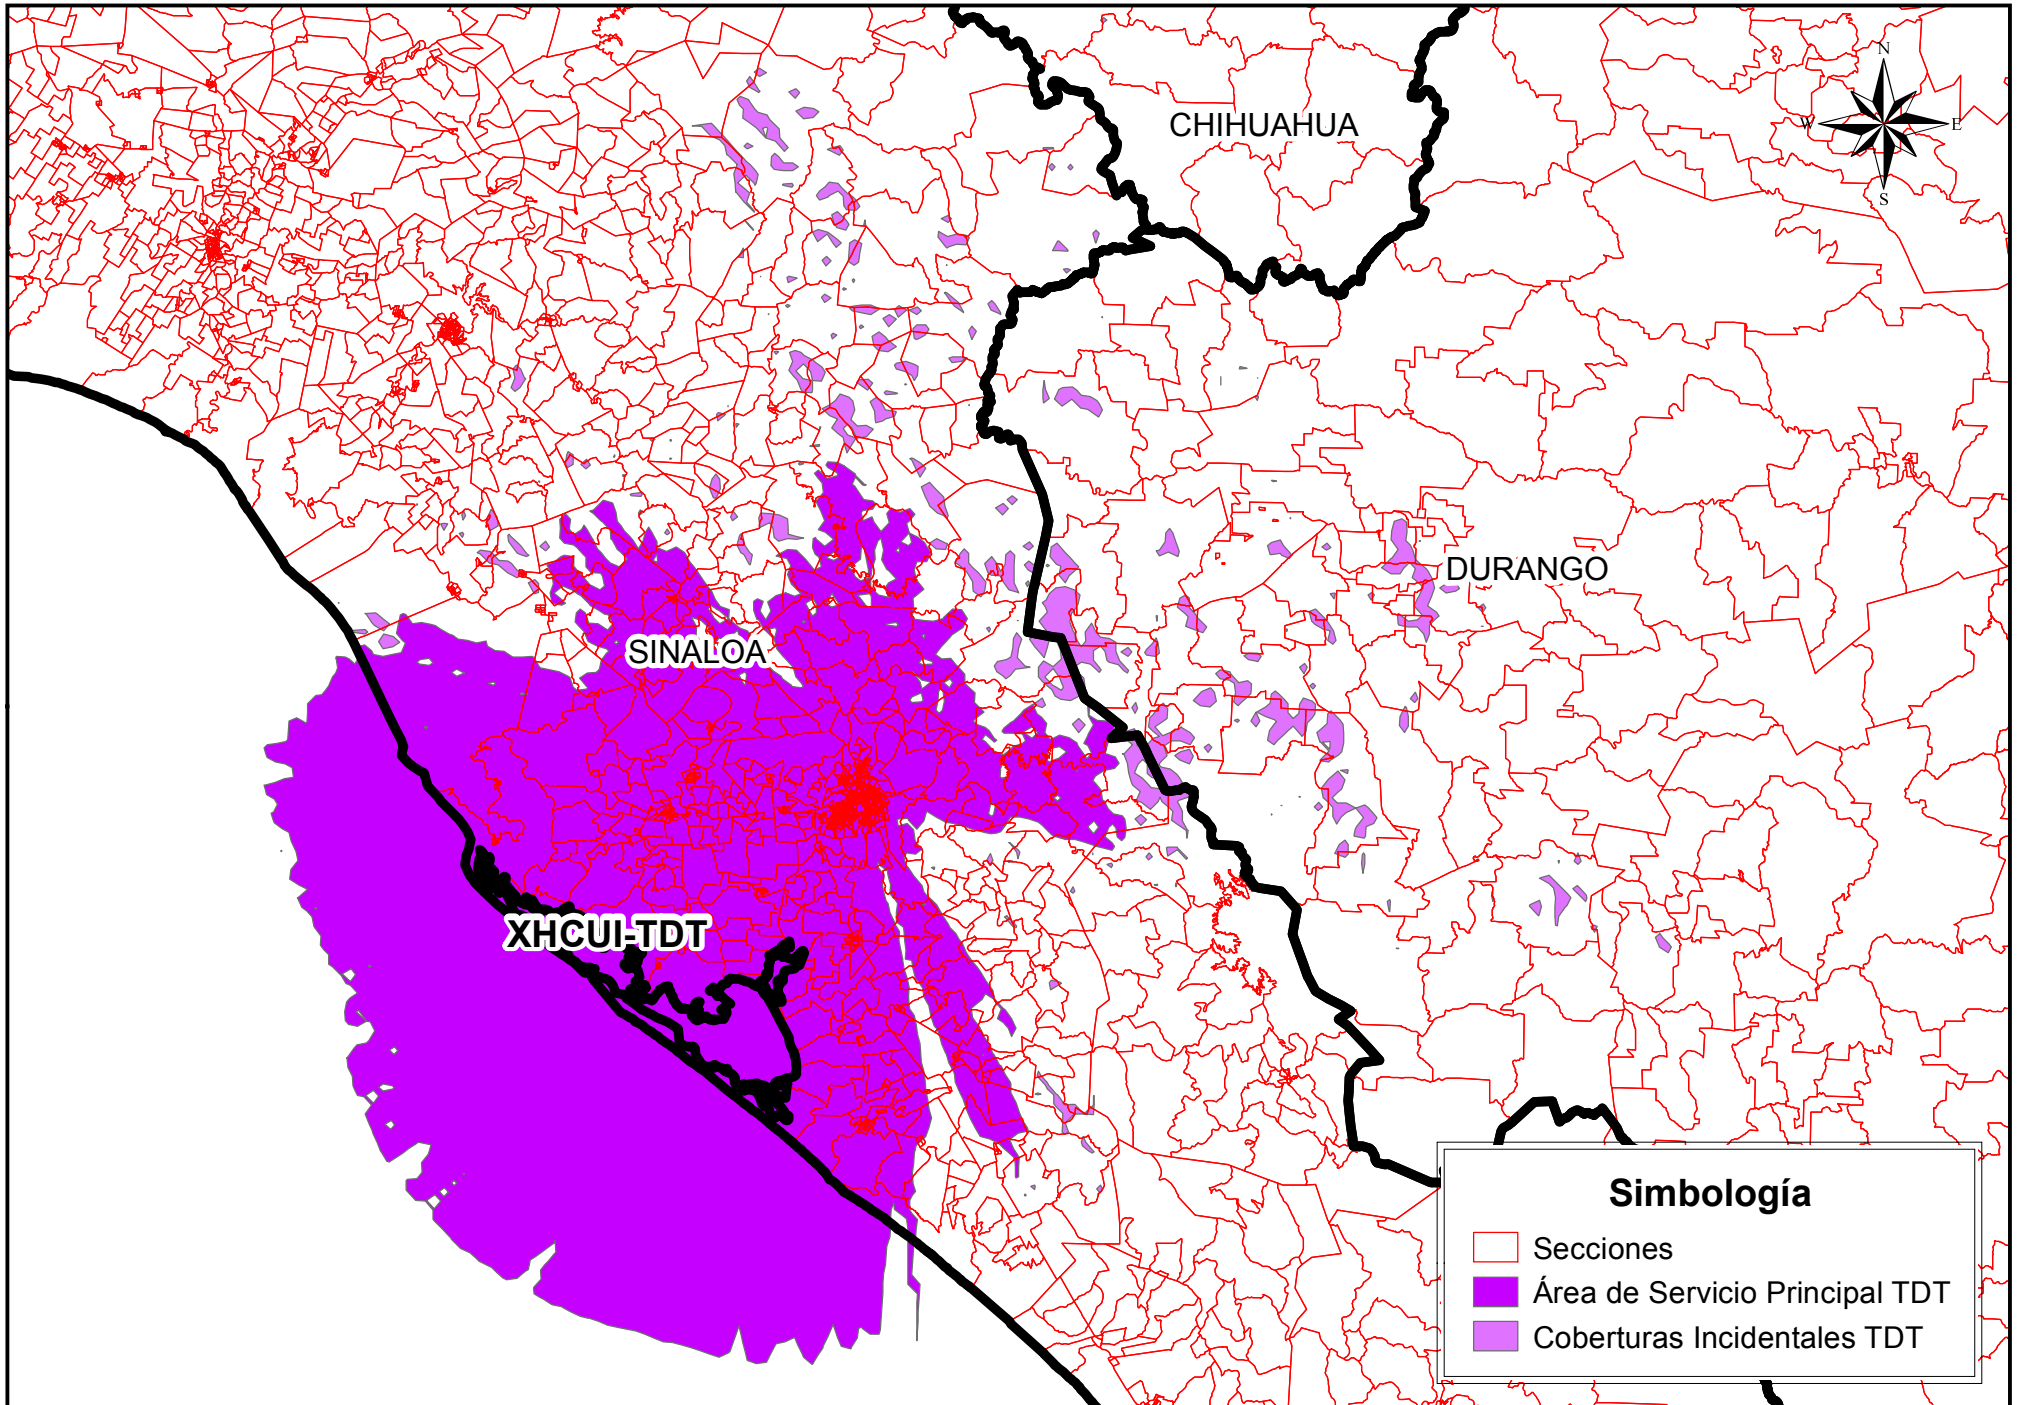 N
W
E
S
CHIHUAHUA
DURANGO
SINALOA
XHCUI-TDT
Simbología
Secciones
Área de Servicio Principal TDT
Coberturas Incidentales TDT